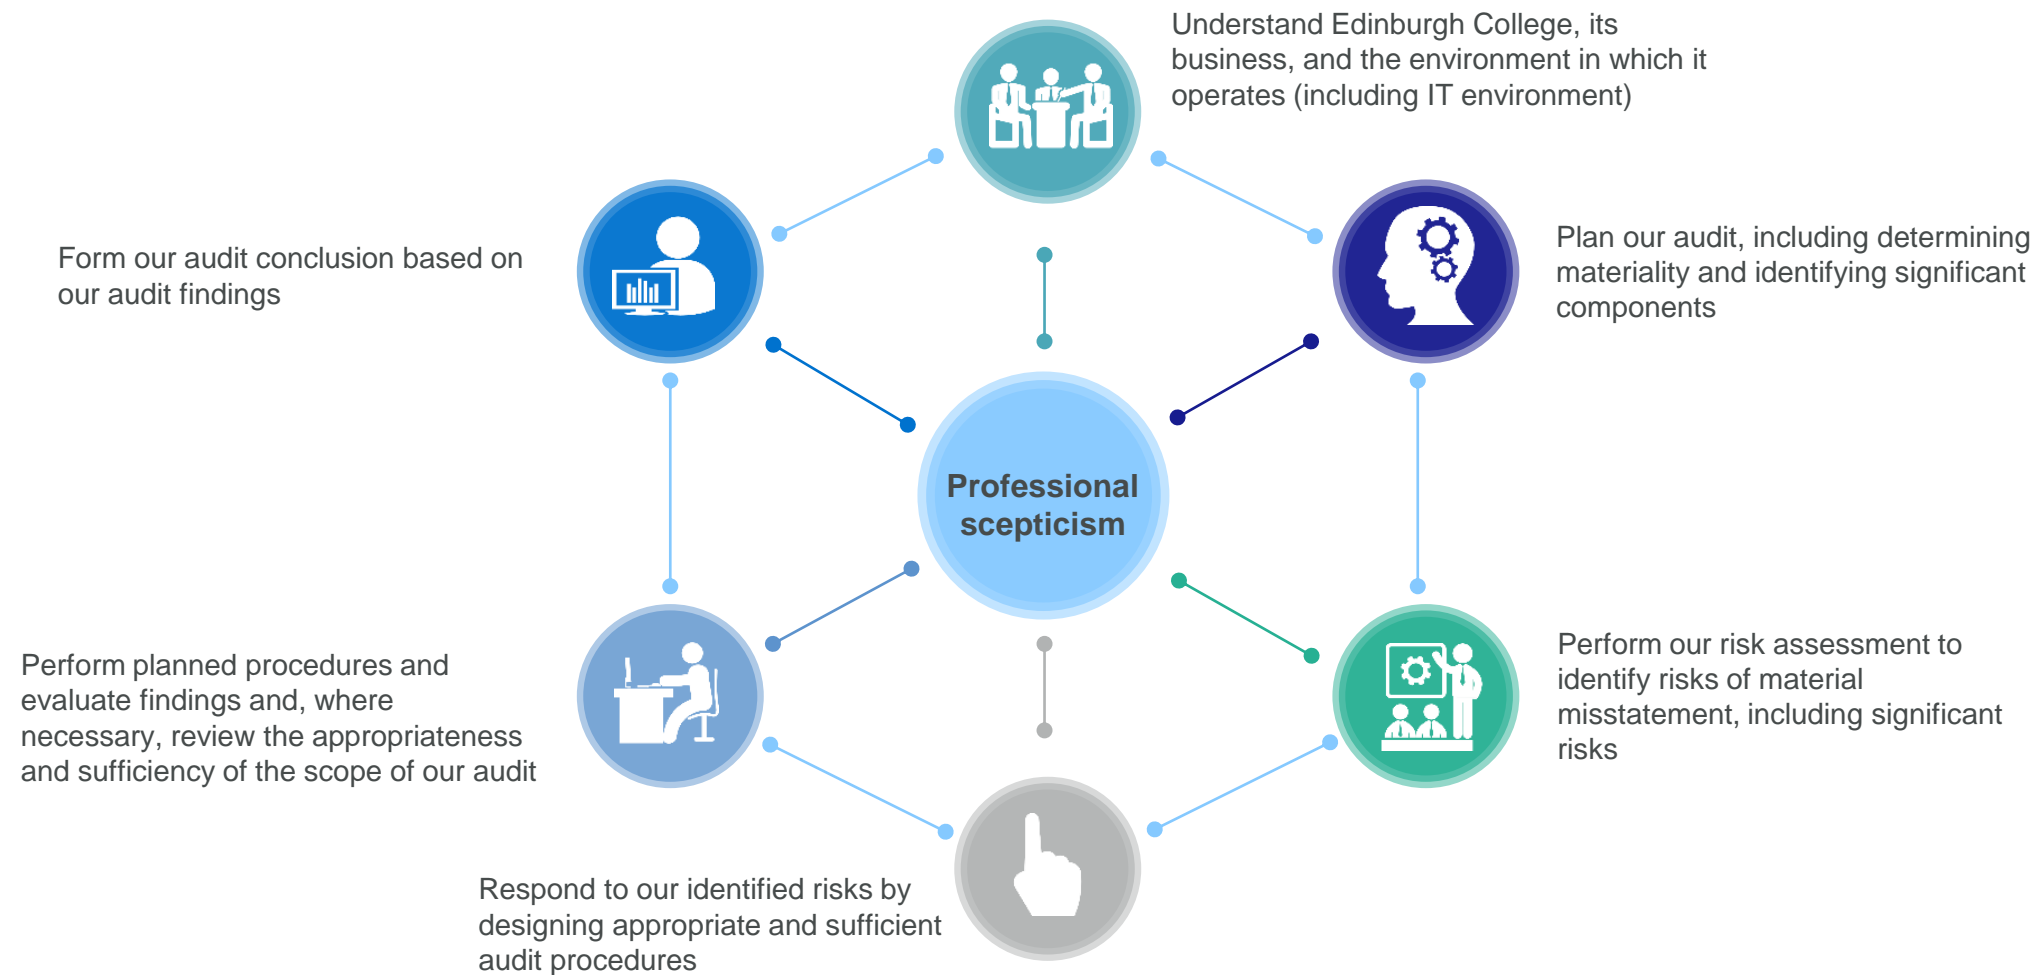 Understand Edinburgh College, its
business, and the environment in which it
operates (including IT environment)
Plan our audit, including determining
materiality and identifying significant
components
Perform our risk assessment to
identify risks of material
misstatement, including significant
risks
Respond to our identified risks by
designing appropriate and sufficient
audit procedures
Perform planned procedures and
evaluate findings and, where
necessary, review the appropriateness
and sufficiency of the scope of our audit
Form our audit conclusion based on
our audit findings
Professional
scepticism